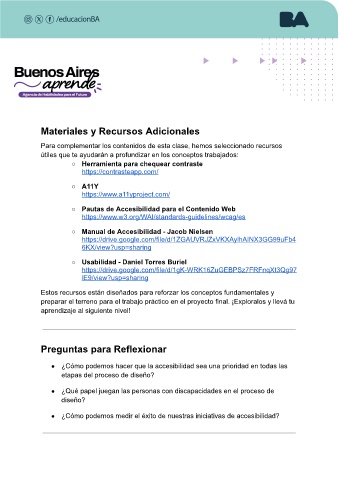 /educacionBA
BA
Buenos Aires
aprende
Agencia de Habilidades para el Futuro
Materiales y Recursos Adicionales
Para complementar los contenidos de esta clase, hemos seleccionado recursos
útiles que te ayudarán a profundizar en los conceptos trabajados:
○ Herramienta para chequear contraste
https://contrasteapp.com/
○ A11Y
https://www.a11yproject.com/
○ Pautas de Accesibilidad para el Contenido Web
https://www.w3.org/WAI/standards-guidelines/wcag/es
○ Manual de Accesibilidad - Jacob Nielsen
https://drive.google.com/file/d/1ZGAUVRJZxVKXAyihAiNX3GG99uFb4
6KX/view?usp=sharing
○ Usabilidad - Daniel Torres Buriel
https://drive.google.com/file/d/1gK-WRK16ZuGEBPSz7FRFnqXt3Qg97
IE9/view?usp=sharing
Estos recursos están diseñados para reforzar los conceptos fundamentales y
preparar el terreno para el trabajo práctico en el proyecto final. ¡Exploralos y llevá tu
aprendizaje al siguiente nivel!
Preguntas para Reflexionar
● ¿Cómo podemos hacer que la accesibilidad sea una prioridad en todas las
etapas del proceso de diseño?
● ¿Qué papel juegan las personas con discapacidades en el proceso de
diseño?
● ¿Cómo podemos medir el éxito de nuestras iniciativas de accesibilidad?